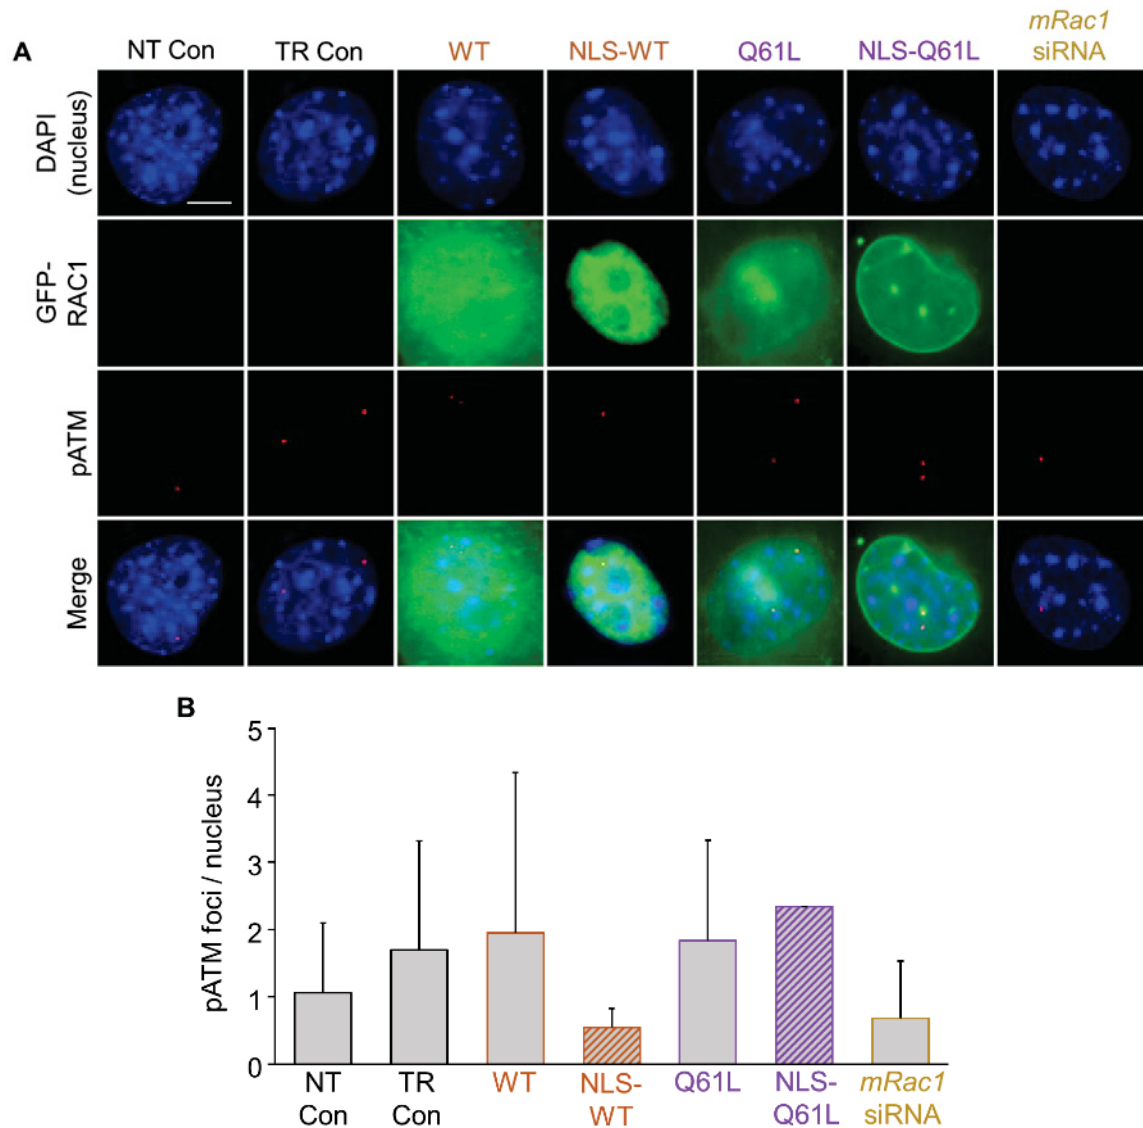 mRac1
A NT Con TR Con WT NLS-WT Q61L NLS-Q61L siRNA
DAPI
(nucleus)
GFP-
RAC1
pATM
Merge
B
pATM foci / nucleus
5
4
3
2
1
0
NT TR WT NLS- Q61L NLS- mRac1
Con Con WT Q61L siRNA